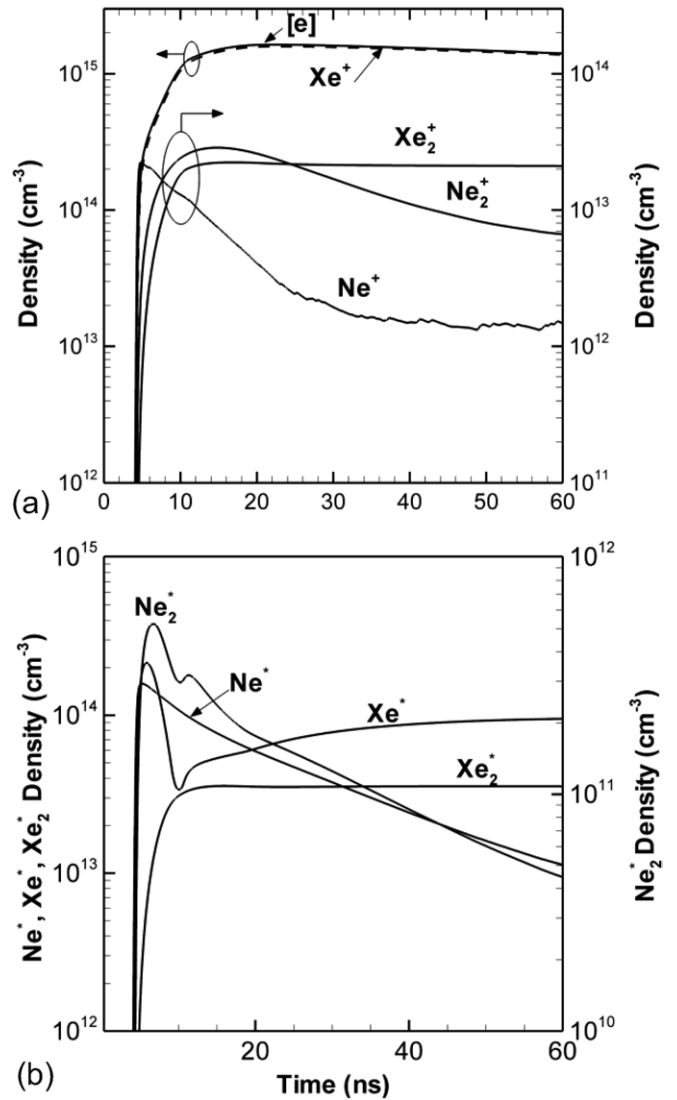 [e]
10¹⁵
10¹⁴
Xe⁺
Xe₂⁺
Ne₂⁺
Ne⁺
Density (cm⁻³)
Density (cm⁻³)
10¹⁴
10¹³
10¹³
10¹²
10¹²
10¹¹
0 10 20 30 40 50 60
(a)
10¹⁵
10¹²
Ne₂*
Ne*
Xe*
Xe₂*
Ne*, Xe*, Xe₂* Density (cm⁻³)
Ne₂* Density (cm⁻³)
10¹⁴
10¹¹
10¹³
10¹²
10¹⁰
20 40 60
(b)
Time (ns)